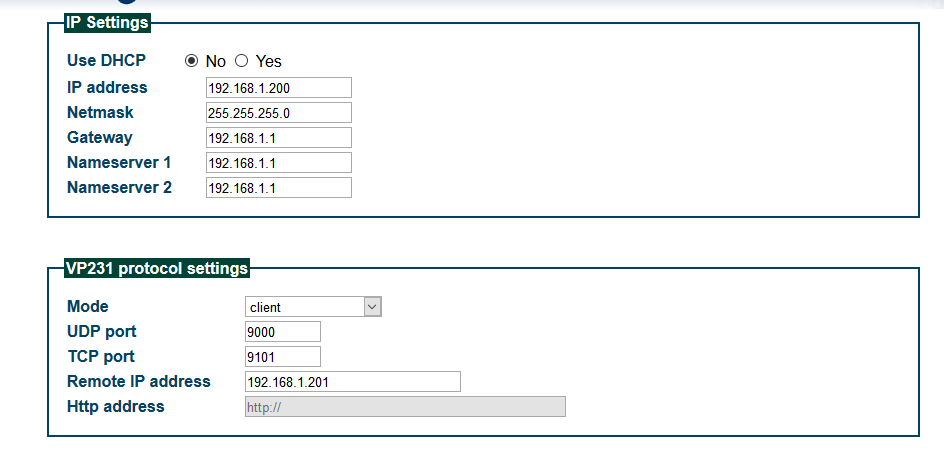 IP Settings
Use DHCP No Yes
IP address 192.168.1.200
Netmask 255.255.255.0
Gateway 192.168.1.1
Nameserver 1 192.168.1.1
Nameserver 2 192.168.1.1
VP231 protocol settings
Mode client
UDP port 9000
TCP port 9101
Remote IP address 192.168.1.201
Http address http://